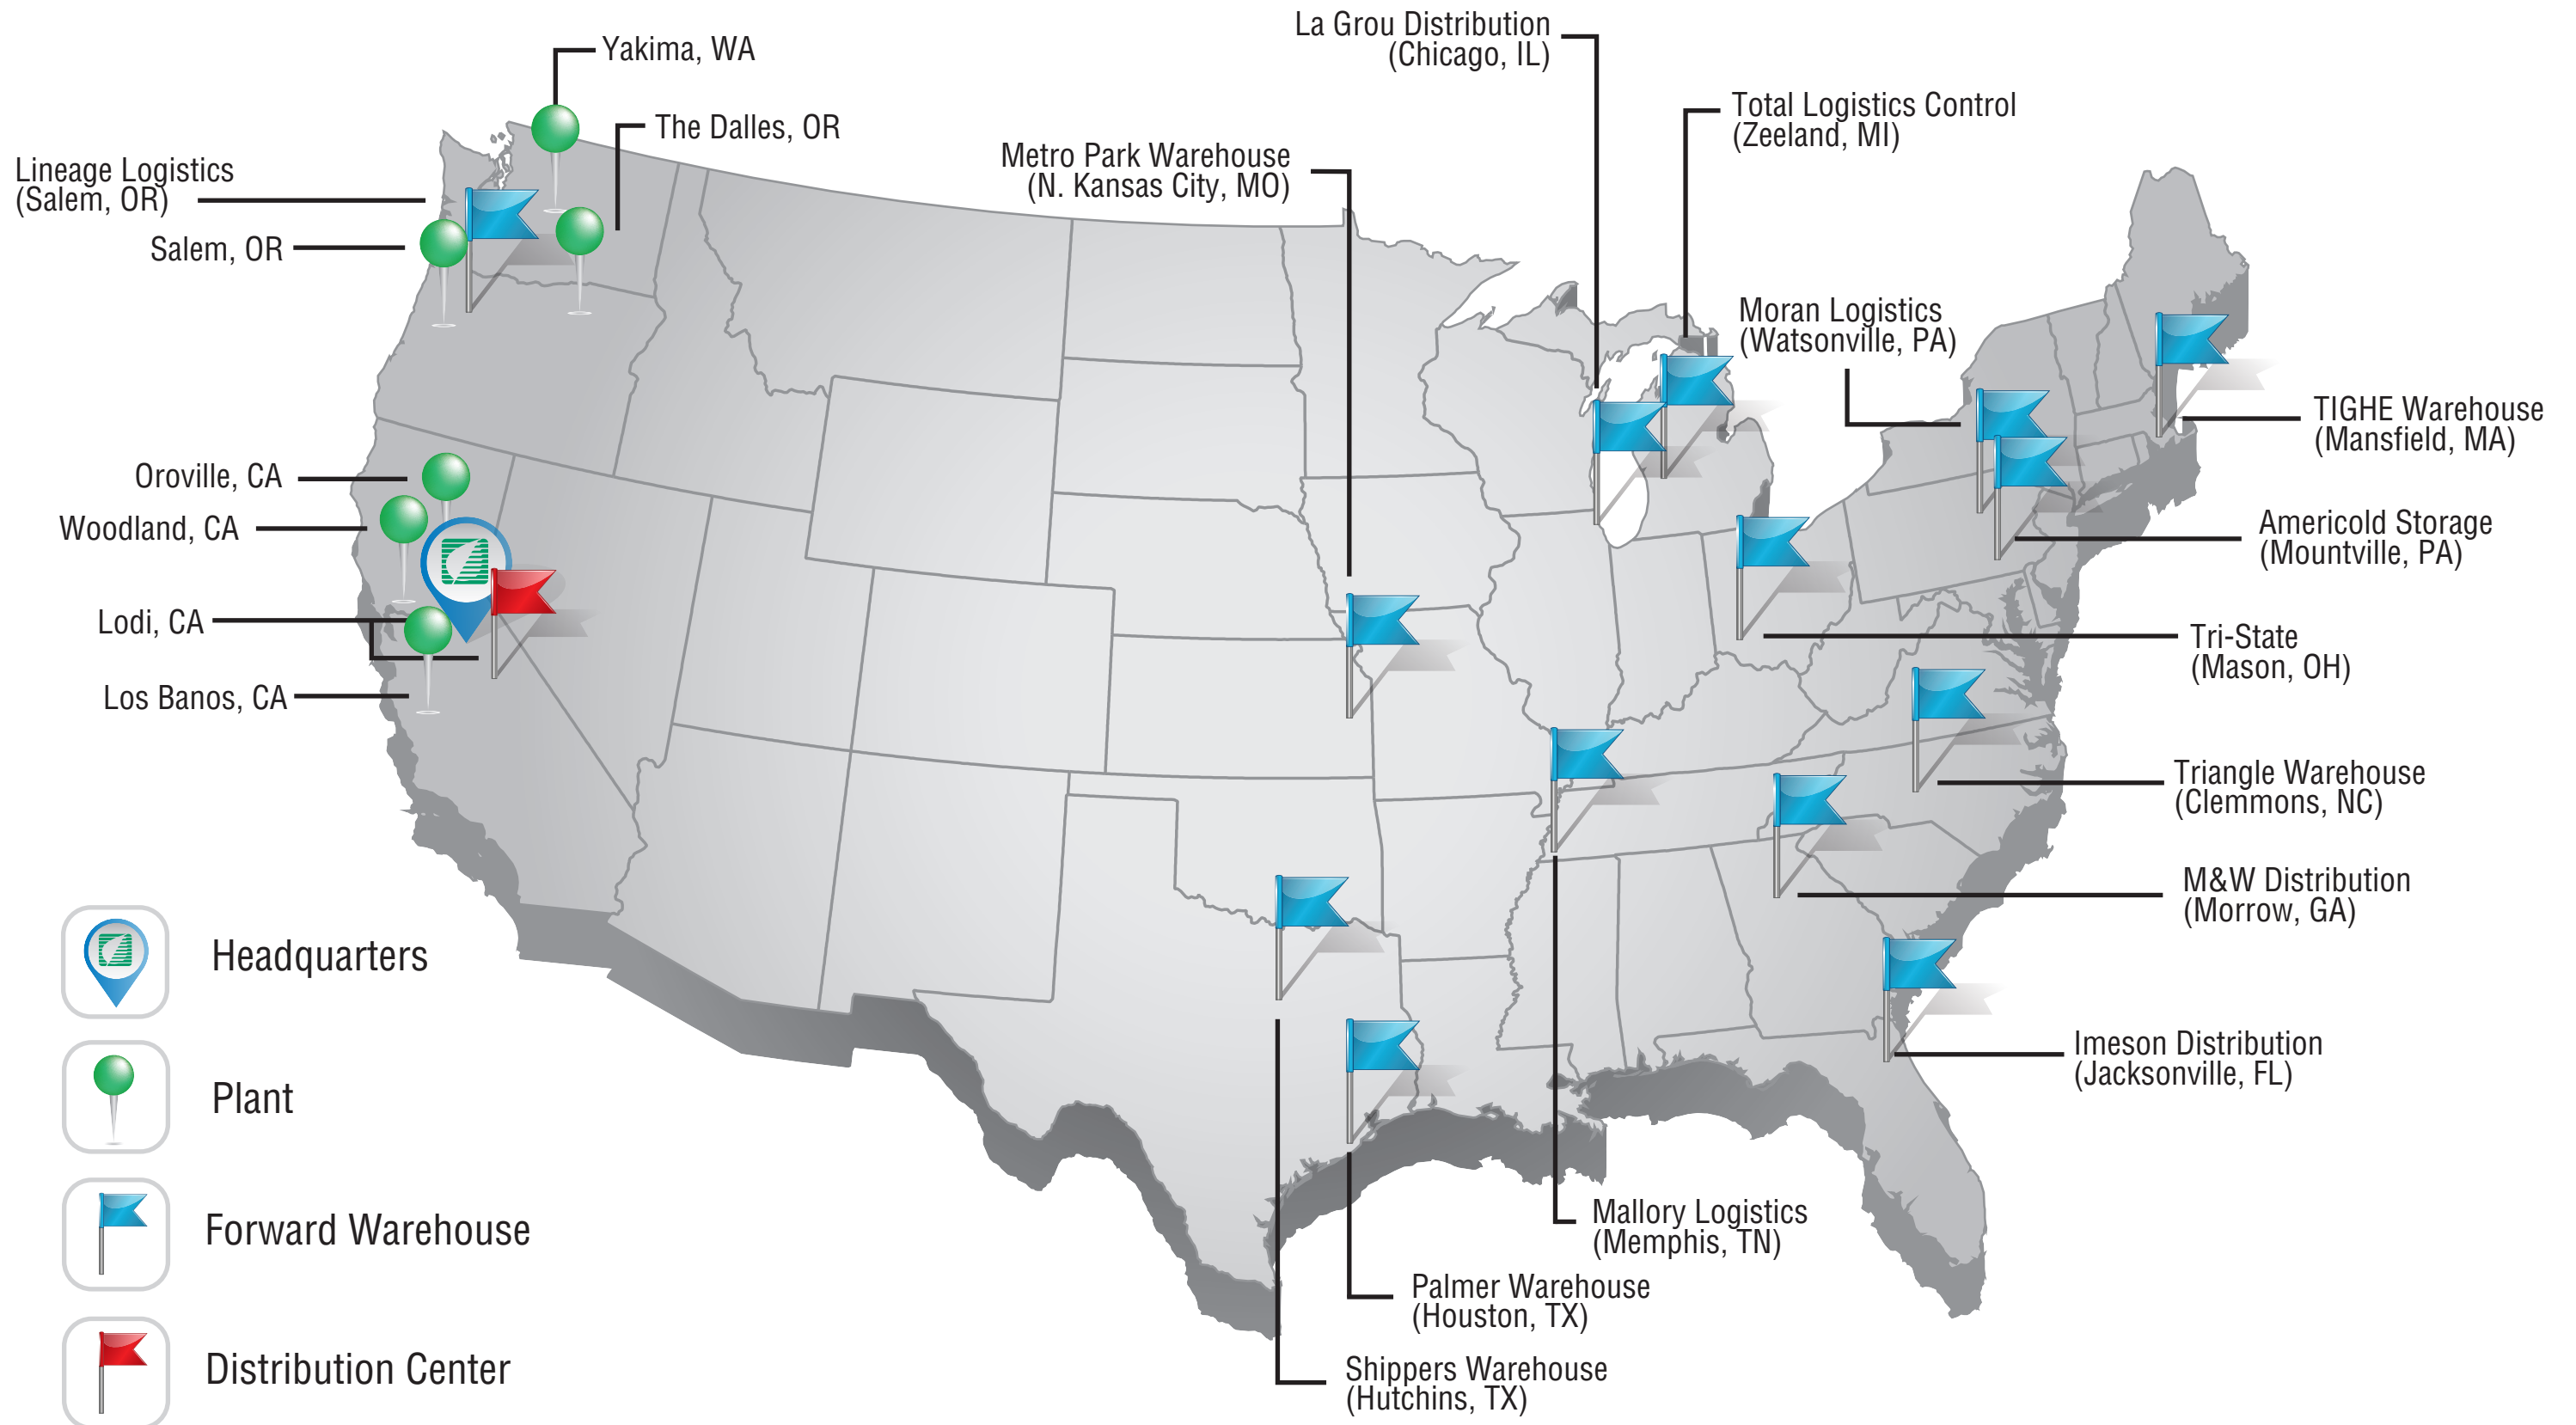 Yakima, WA
The Dalles, OR
Lineage Logistics
(Salem, OR)
Salem, OR
Oroville, CA
Woodland, CA
Lodi, CA
Los Banos, CA
La Grou Distribution
(Chicago, IL)
Total Logistics Control
(Zeeland, MI)
Metro Park Warehouse
(N. Kansas City, MO)
Moran Logistics
(Watsonville, PA)
TIGHE Warehouse
(Mansfield, MA)
Americold Storage
(Mountville, PA)
Tri-State
(Mason, OH)
Triangle Warehouse
(Clemmons, NC)
M&W Distribution
(Morrow, GA)
Imeson Distribution
(Jacksonville, FL)
Mallory Logistics
(Memphis, TN)
Palmer Warehouse
(Houston, TX)
Shippers Warehouse
(Hutchins, TX)
Headquarters
Plant
Forward Warehouse
Distribution Center